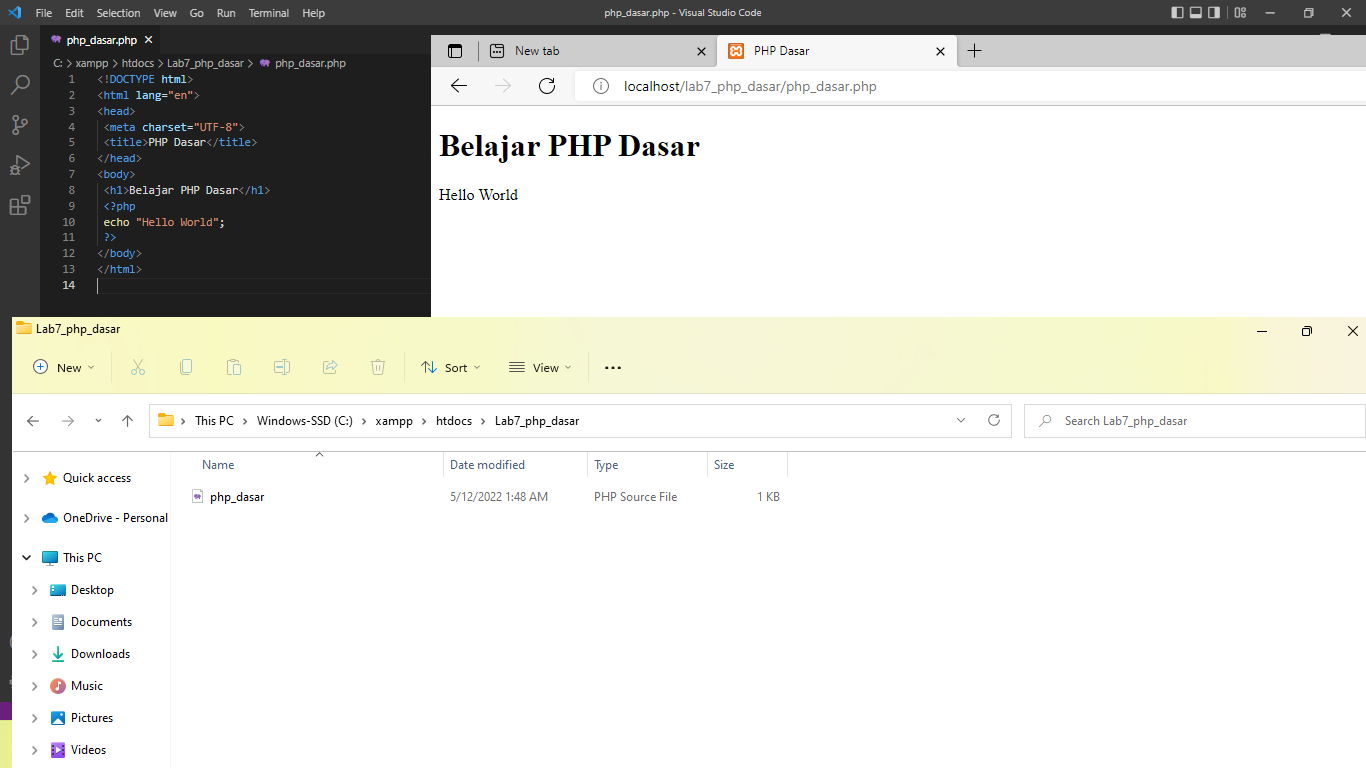 File Edit Selection View Go Run Terminal Help
php_dasar.php - Visual Studio Code
php_dasar.php
C: > xampp > htdocs > Lab7_php_dasar > php_dasar.php
1 <!DOCTYPE html>
2 <html lang="en">
3 <head>
4 <meta charset="UTF-8">
5 <title>PHP Dasar</title>
6 </head>
7 <body>
8 <h1>Belajar PHP Dasar</h1>
9 <?php
10 echo "Hello World";
11 ?>
12 </body>
13 </html>
14
New tab
PHP Dasar
localhost/lab7_php_dasar/php_dasar.php
Belajar PHP Dasar
Hello World
Lab7_php_dasar
New
Sort
View
This PC > Windows-SSD (C:) > xampp > htdocs > Lab7_php_dasar
Search Lab7_php_dasar
Name Date modified Type Size
php_dasar 5/12/2022 1:48 AM PHP Source File 1 KB
Quick access
OneDrive - Personal
This PC
Desktop
Documents
Downloads
Music
Pictures
Videos